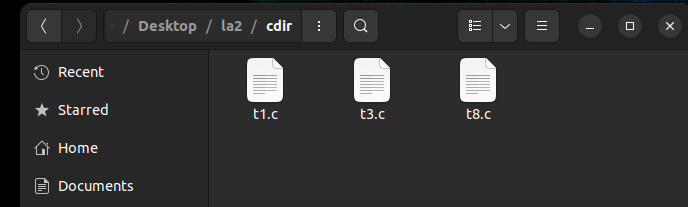 / Desktop / la2 / cdir
Recent
Starred
Home
Documents
t1.c t3.c t8.c